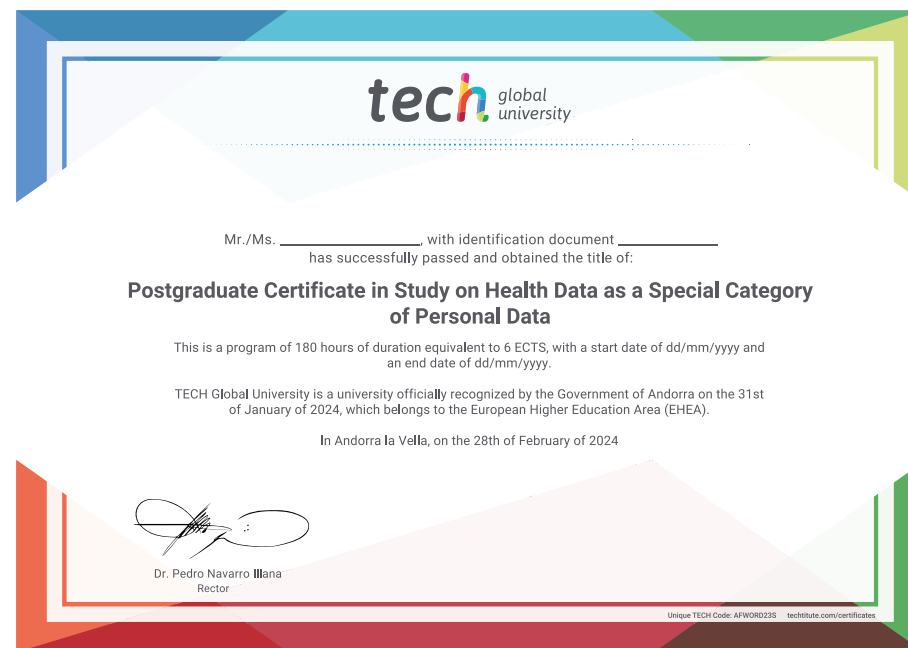 tech global university
Mr./Ms. ____________, with identification document ____________
has successfully passed and obtained the title of:
Postgraduate Certificate in Study on Health Data as a Special Category
of Personal Data
This is a program of 180 hours of duration equivalent to 6 ECTS, with a start date of dd/mm/yyyy and
an end date of dd/mm/yyyy.
TECH Global University is a university officially recognized by the Government of Andorra on the 31st
of January of 2024, which belongs to the European Higher Education Area (EHEA).
In Andorra la Vella, on the 28th of February of 2024
Dr. Pedro Navarro Illana
Rector
Unique TECH Code: AFWORD23S techtitute.com/certificates